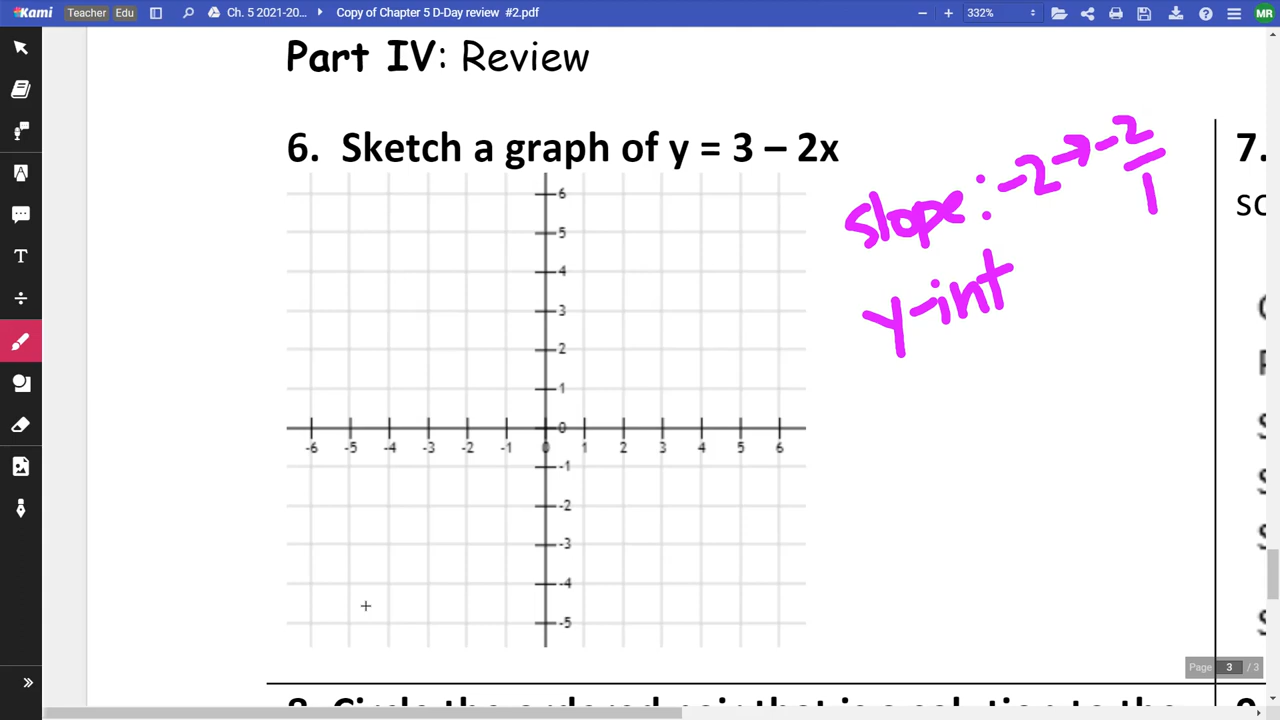 Kami Teacher Edu Ch. 5 2021-20... Copy of Chapter 5 D-Day review #2.pdf 332% MR
Part IV: Review
6. Sketch a graph of y = 3 – 2x
slope: -2 → -2/1
y-int
7.
so
6
5
4
3
2
1
0
-6 -5 -4 -3 -2 -1 0 1 2 3 4 5 6
-1
-2
-3
-4
-5
Page 3 / 3